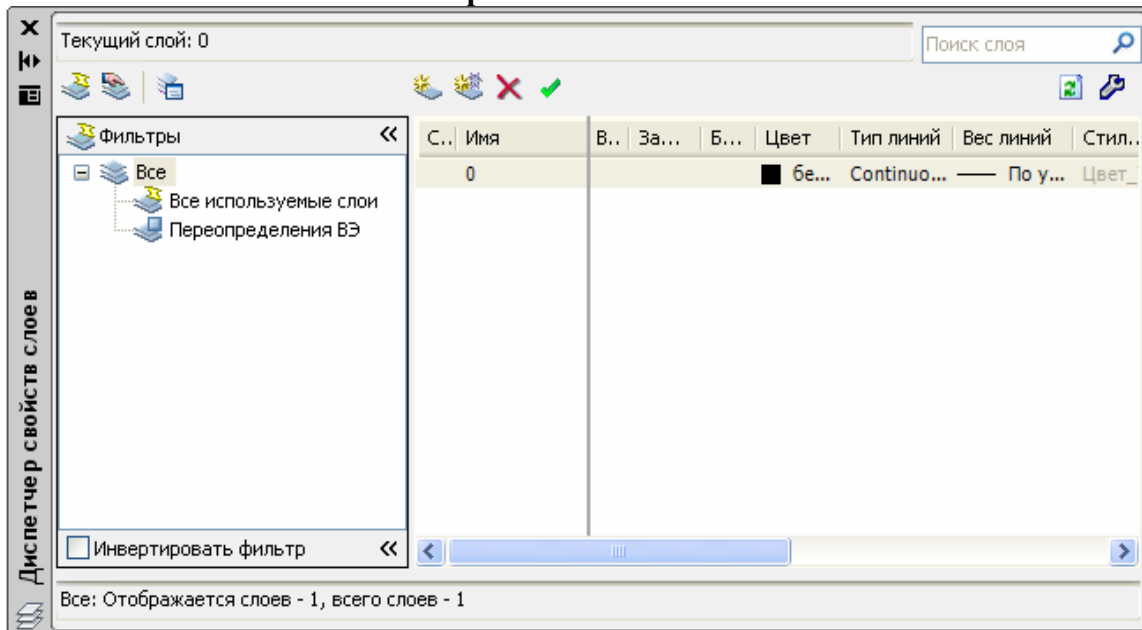 Текущий слой: 0
Поиск слоя
Фильтры
С.. Имя В.. За... Б... Цвет Тип линий Вес линий Стил..
Все
0 бе... Continuo... По у... Цвет_
Все используемые слои
Переопределения ВЭ
Инвертировать фильтр
Все: Отображается слоев - 1, всего слоев - 1
Диспетчер свойств слоев